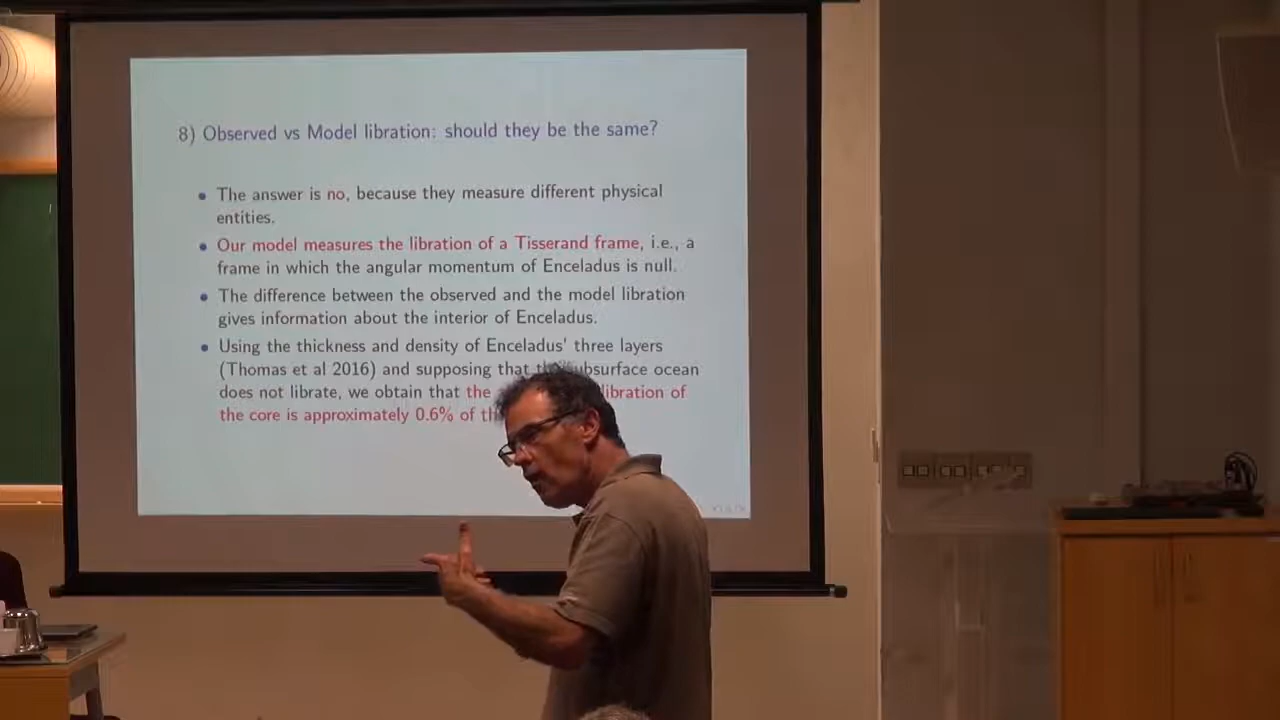 8) Observed vs Model libration: should they be the same?
The answer is no, because they measure different physical
entities.
Our model measures the libration of a Tisserand frame, i.e., a
frame in which the angular momentum of Enceladus is null.
The difference between the observed and the model libration
gives information about the interior of Enceladus.
Using the thickness and density of Enceladus' three layers
(Thomas et al 2016) and supposing that subsurface ocean
does not librate, we obtain that the libration of
the core is approximately 0.6% of